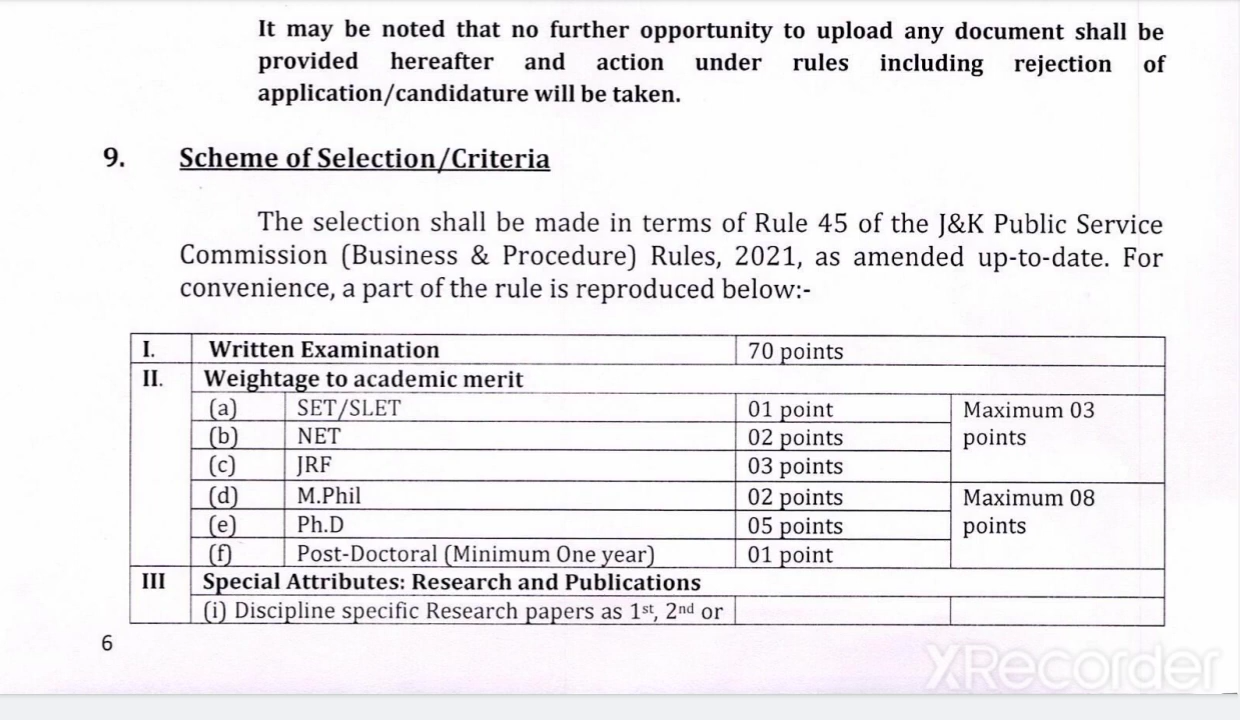 It may be noted that no further opportunity to upload any document shall be
provided hereafter and action under rules including rejection of
application/candidature will be taken.
9. Scheme of Selection/Criteria
The selection shall be made in terms of Rule 45 of the J&K Public Service
Commission (Business & Procedure) Rules, 2021, as amended up-to-date. For
convenience, a part of the rule is reproduced below:-
I. Written Examination 70 points
II. Weightage to academic merit
(a) SET/SLET 01 point Maximum 03
(b) NET 02 points points
(c) JRF 03 points
(d) M.Phil 02 points Maximum 08
(e) Ph.D 05 points points
(f) Post-Doctoral (Minimum One year) 01 point
III Special Attributes: Research and Publications
(i) Discipline specific Research papers as 1st, 2nd or
6
XRecorder